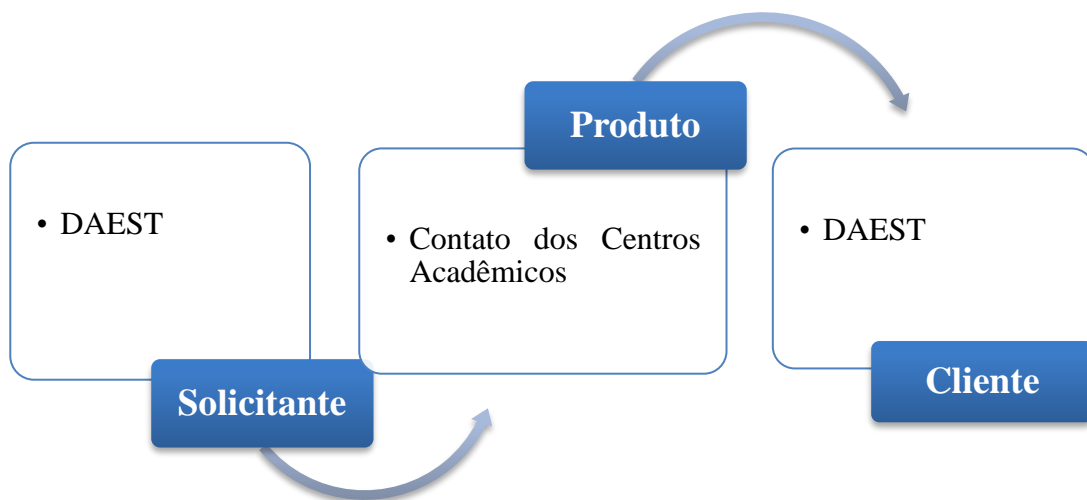 • DAEST
Solicitante
Produto
• Contato dos Centros
Acadêmicos
• DAEST
Cliente